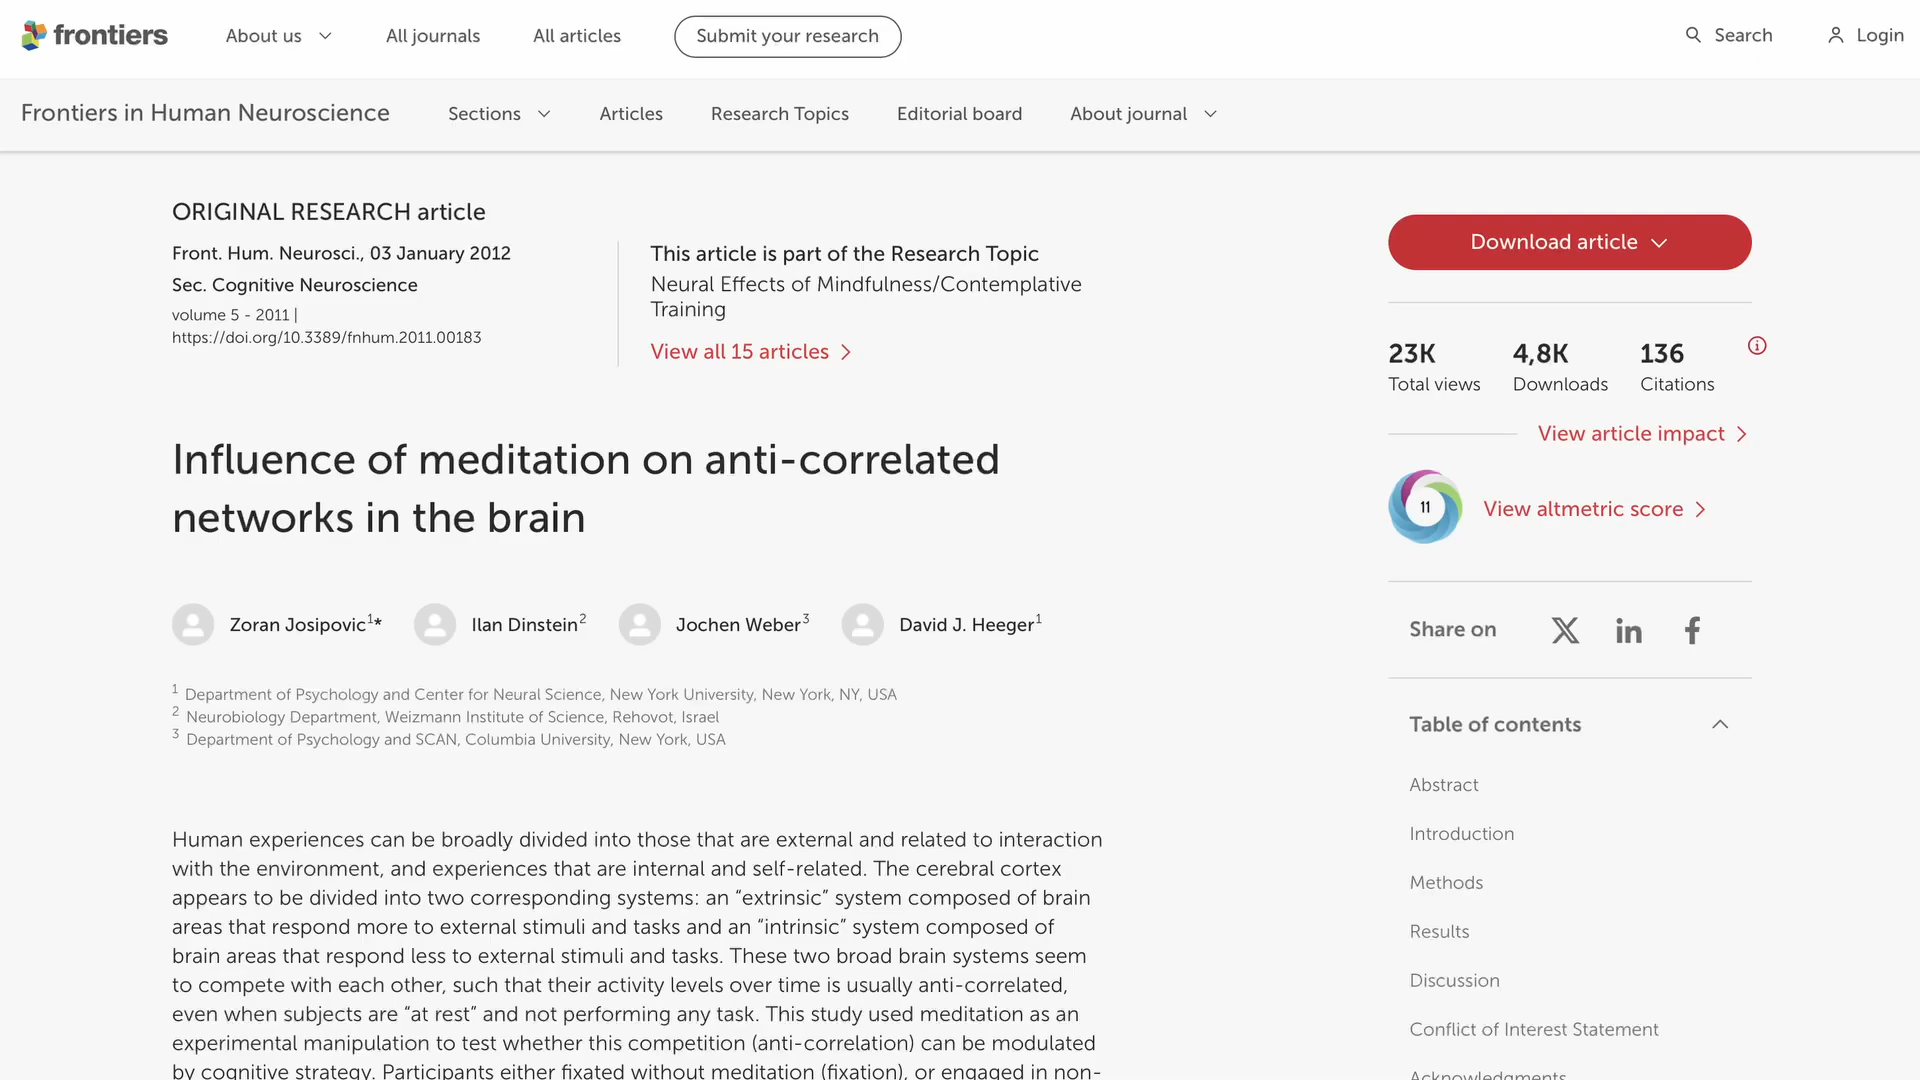 frontiers
About us
All journals
All articles
Submit your research
Search
Login
Frontiers in Human Neuroscience
Sections
Articles
Research Topics
Editorial board
About journal
ORIGINAL RESEARCH article
Front. Hum. Neurosci., 03 January 2012
Sec. Cognitive Neuroscience
volume 5 - 2011 |
https://doi.org/10.3389/fnhum.2011.00183
This article is part of the Research Topic
Neural Effects of Mindfulness/Contemplative
Training
View all 15 articles
Influence of meditation on anti-correlated
networks in the brain
Zoran Josipovic1*
Ilan Dinstein2
Jochen Weber3
David J. Heeger1
1 Department of Psychology and Center for Neural Science, New York University, New York, NY, USA
2 Neurobiology Department, Weizmann Institute of Science, Rehovot, Israel
3 Department of Psychology and SCAN, Columbia University, New York, USA
Human experiences can be broadly divided into those that are external and related to interaction
with the environment, and experiences that are internal and self-related. The cerebral cortex
appears to be divided into two corresponding systems: an “extrinsic” system composed of brain
areas that respond more to external stimuli and tasks and an “intrinsic” system composed of
brain areas that respond less to external stimuli and tasks. These two broad brain systems seem
to compete with each other, such that their activity levels over time is usually anti-correlated,
even when subjects are “at rest” and not performing any task. This study used meditation as an
experimental manipulation to test whether this competition (anti-correlation) can be modulated
by cognitive strategy. Participants either fixated without meditation (fixation), or engaged in non-
Download article
23K
Total views
4,8K
Downloads
136
Citations
View article impact
11
View altmetric score
Share on
Table of contents
Abstract
Introduction
Methods
Results
Discussion
Conflict of Interest Statement
Acknowledgments